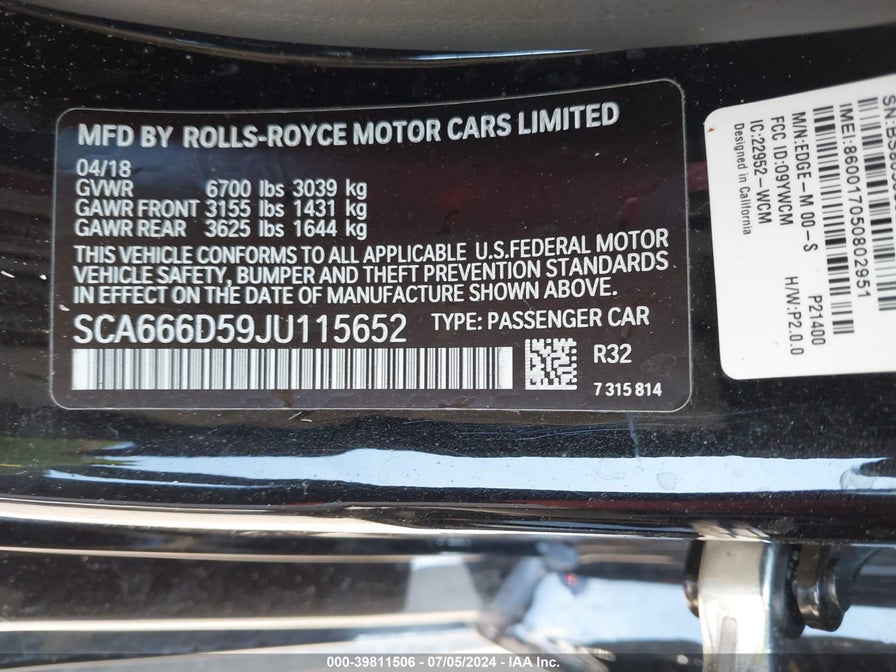 MFD BY ROLLS-ROYCE MOTOR CARS LIMITED
04/18
GVWR 6700 lbs 3039 kg
GAWR FRONT 3155 lbs 1431 kg
GAWR REAR 3625 lbs 1644 kg
THIS VEHICLE CONFORMS TO ALL APPLICABLE U.S.FEDERAL MOTOR
VEHICLE SAFETY, BUMPER AND THEFT PREVENTION STANDARDS
IN EFFECT ON THE DATE OF MANUFACTURE SHOWN ABOVE.
SCA666D59JU115652 TYPE: PASSENGER CAR
R32
7 315 814
IMEI:860017050802951
M/N:EDGE-M 00-S P21400
FCC ID:09YWCM H/W:P2.0.0
IC:22952-WCM
Designed in California
000-39811506 - 07/05/2024 - IAA Inc.